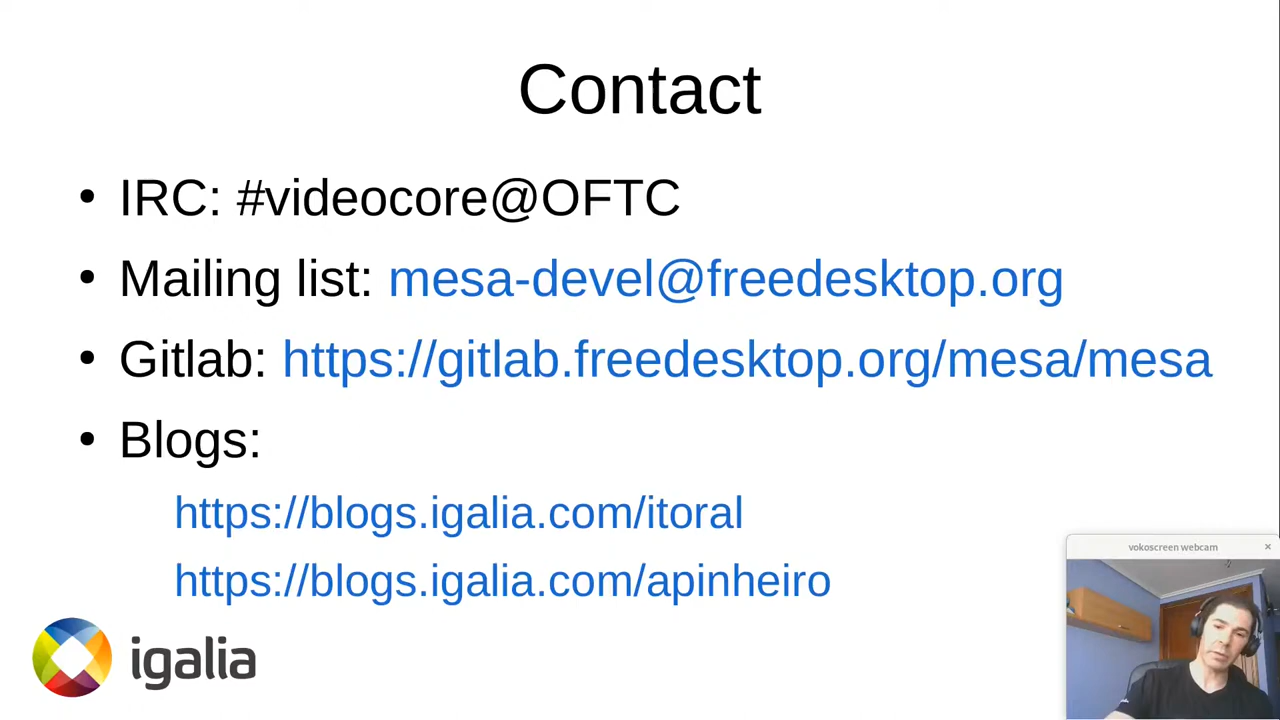 Contact
• IRC: #videocore@OFTC
• Mailing list: mesa-devel@freedesktop.org
• Gitlab: https://gitlab.freedesktop.org/mesa/mesa
• Blogs:
https://blogs.igalia.com/itoral
https://blogs.igalia.com/apinheiro
igalia
vokoscreen webcam